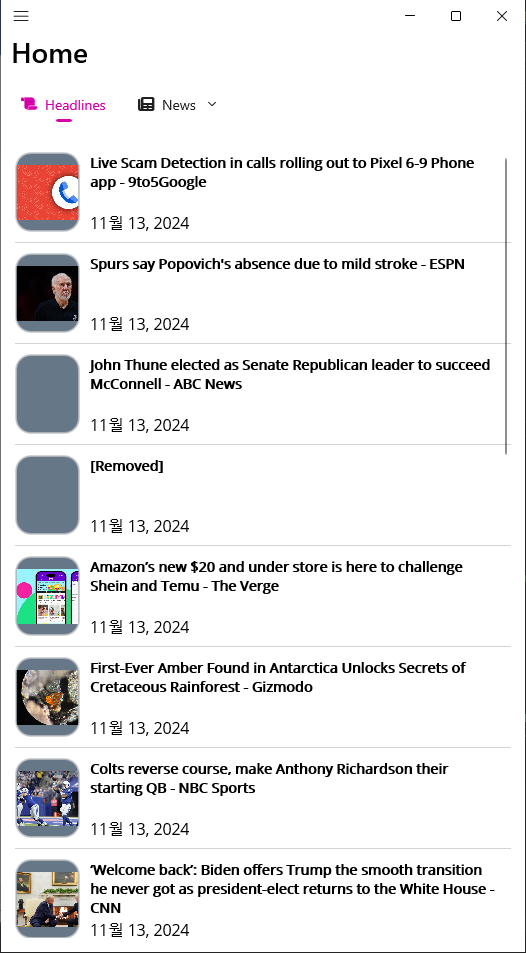 Home
Headlines
News
Live Scam Detection in calls rolling out to Pixel 6-9 Phone
app - 9to5Google
11월 13, 2024
Spurs say Popovich's absence due to mild stroke - ESPN
11월 13, 2024
John Thune elected as Senate Republican leader to succeed
McConnell - ABC News
11월 13, 2024
[Removed]
11월 13, 2024
Amazon’s new $20 and under store is here to challenge
Shein and Temu - The Verge
11월 13, 2024
First-Ever Amber Found in Antarctica Unlocks Secrets of
Cretaceous Rainforest - Gizmodo
11월 13, 2024
Colts reverse course, make Anthony Richardson their
starting QB - NBC Sports
11월 13, 2024
‘Welcome back’: Biden offers Trump the smooth transition
he never got as president-elect returns to the White House -
CNN
11월 13, 2024